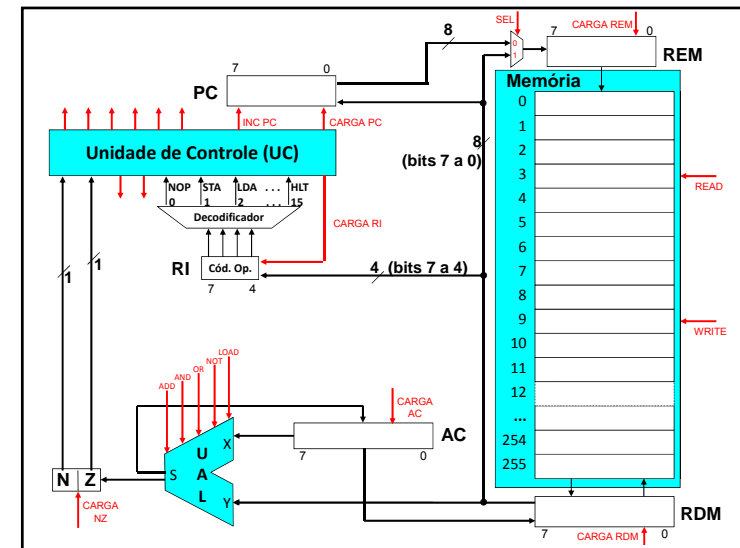 SEL
CARGA REM
8
7 0
0
1
REM
7 0
PC
Memória
INC PC
CARGA PC
Unidade de Controle (UC)
8
(bits 7 a 0)
NOP STA LDA . . . HLT
0 1 2 . . . 15
Decodificador
CARGA RI
RI
Cód. Op.
7 4
4 (bits 7 a 4)
1
1
0
1
2
3
4
5
6
7
8
9
10
11
12
...
254
255
READ
WRITE
ADD
AND
OR
NOT
LOAD
CARGA
AC
AC
7 0
X
S
U
A
L
Y
N Z
CARGA
NZ
RDM
7 0
CARGA RDM